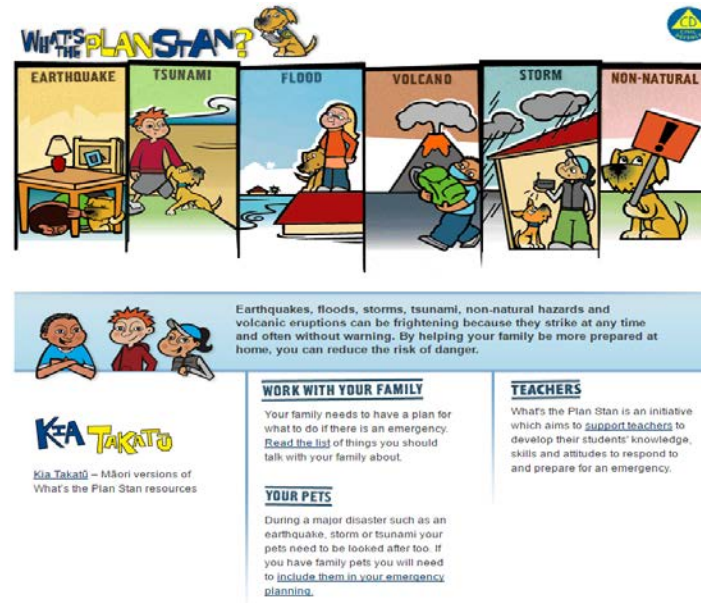 WHAT'S THE PLAN STAN?
CD
CIVIL DEFENCE
EARTHQUAKE
TSUNAMI
FLOOD
VOLCANO
STORM
NON-NATURAL
!
Earthquakes, floods, storms, tsunami, non-natural hazards and
volcanic eruptions can be frightening because they strike at any time
and often without warning. By helping your family be more prepared at
home, you can reduce the risk of danger.
KIA TAKATŪ
Kia Takatū – Māori versions of
What's the Plan Stan resources
WORK WITH YOUR FAMILY
Your family needs to have a plan for
what to do if there is an emergency.
Read the list of things you should
talk with your family about.
YOUR PETS
During a major disaster such as an
earthquake, storm or tsunami your
pets need to be looked after too. If
you have family pets you will need
to include them in your emergency
planning.
TEACHERS
What's the Plan Stan is an initiative
which aims to support teachers to
develop their students' knowledge,
skills and attitudes to respond to
and prepare for an emergency.